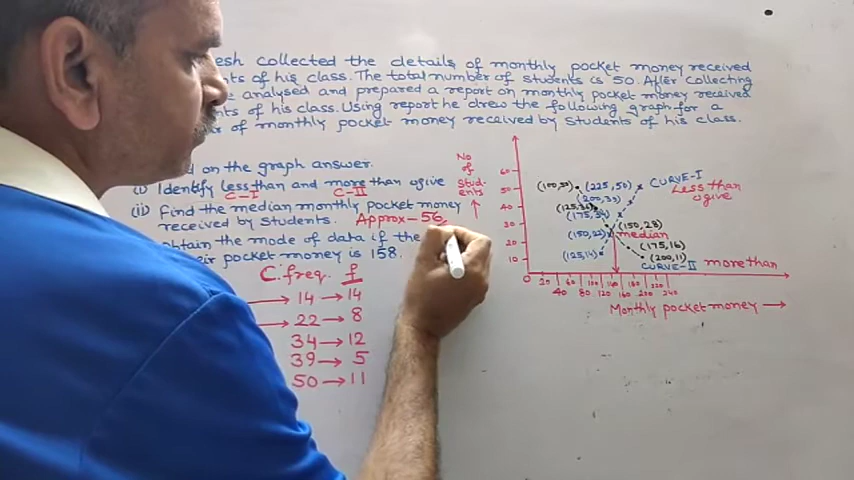 esh collected the details of monthly pocket money received
nts of his class. The total number of students is 50. After collecting
analysed and prepared a report on monthly pocket money received
nts of his class. Using report he drew the following graph for a
er of monthly pocket money received by students of his class.
d on the graph answer.
(i) Identify less than and more than ogive
C-I C-II
(ii) Find the median monthly pocket money
received by students. Approx - 56
obtain the mode of data if the
ir pocket money is 158.
C.freq. f
14 → 14
22 → 8
34 → 12
39 → 5
50 → 11
No
of
Stud-
ents
60
50
40
30
20
10
0
20 60 100 140 180 220
40 80 120 160 200 240
Monthly pocket money →
(225,50)
CURVE-I
Less than
ogive
(200,39)
(175,34)
(150,28)
median
(150,22)
(175,16)
(125,14)
(200,11)
CURVE-II more than